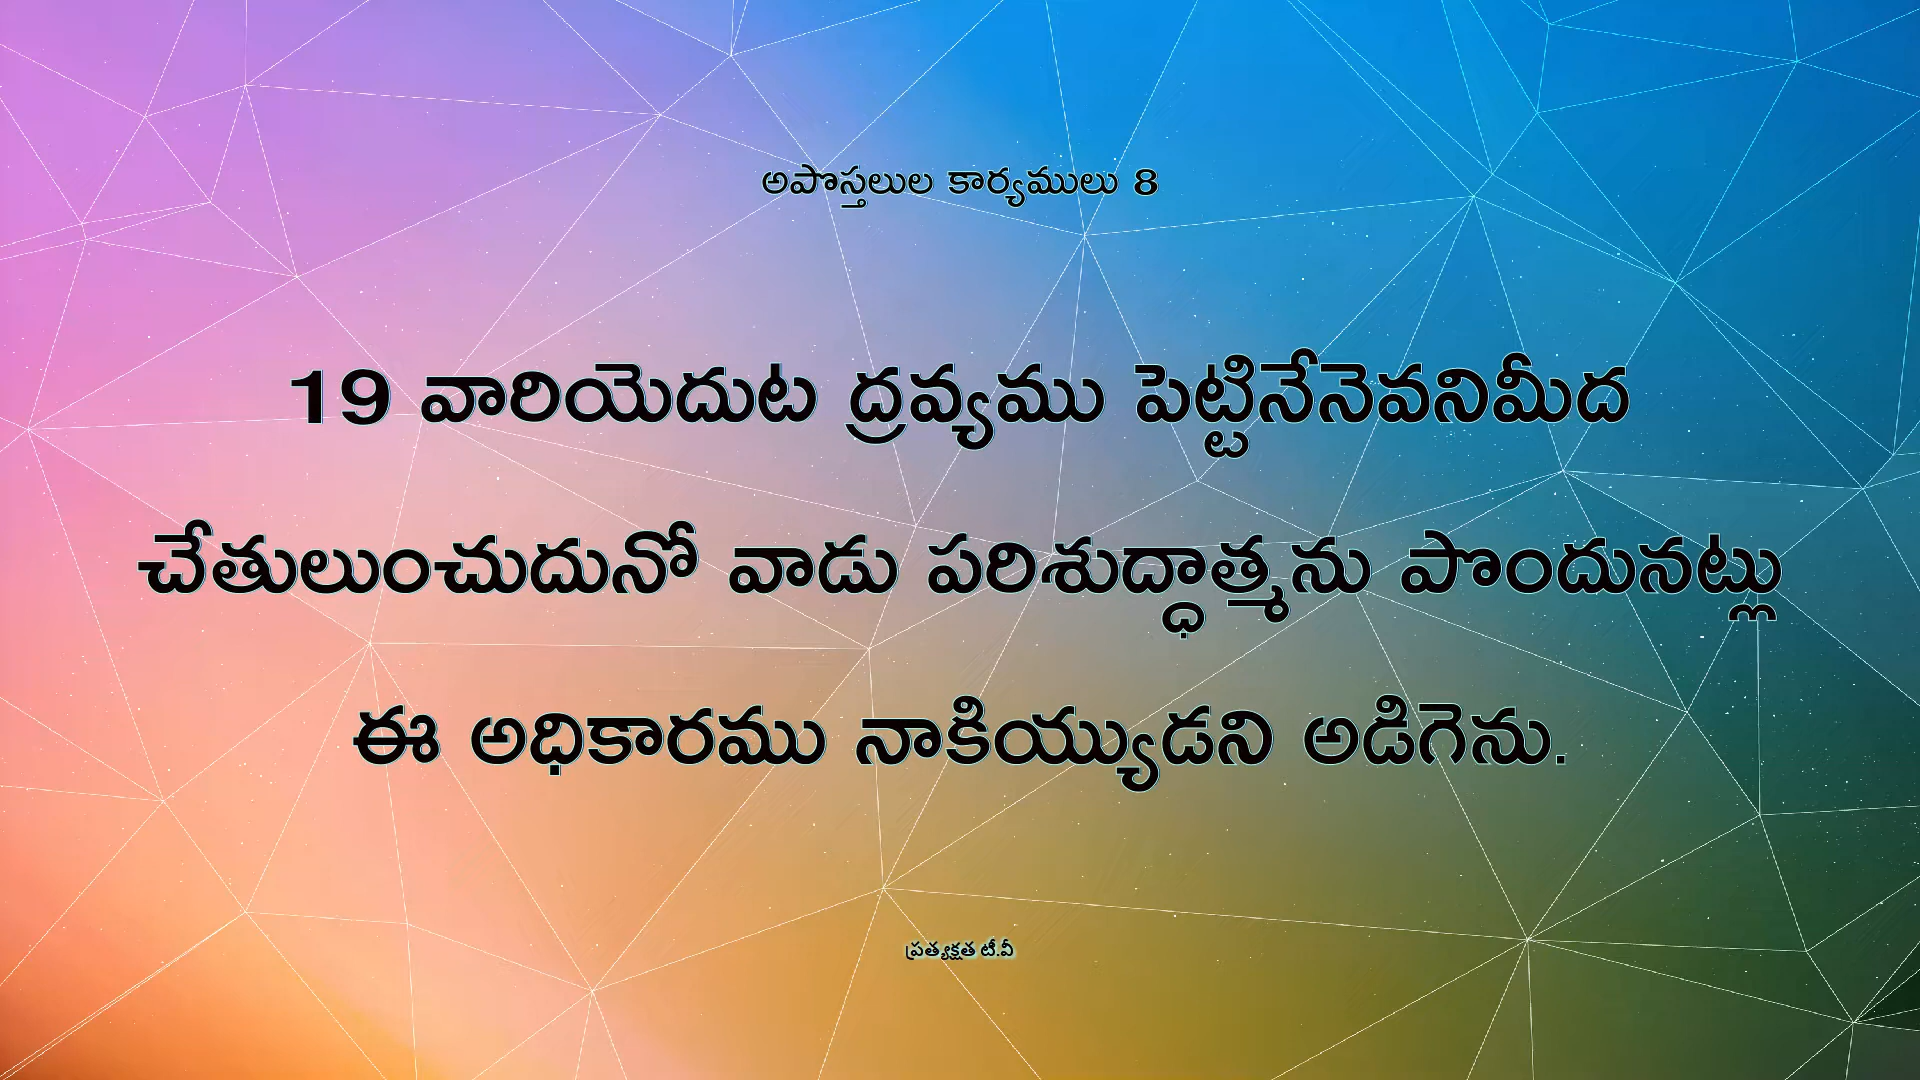 అపొస్తలుల కార్యములు 8
19 వారియెదుట ద్రవ్యము పెట్టినేనెవనిమీద
చేతులుంచుదునో వాడు పరిశుద్ధాత్మను పొందునట్లు
ఈ అధికారము నాకియ్యుడని అడిగెను.
ప్రత్యక్షత టీ.వీ